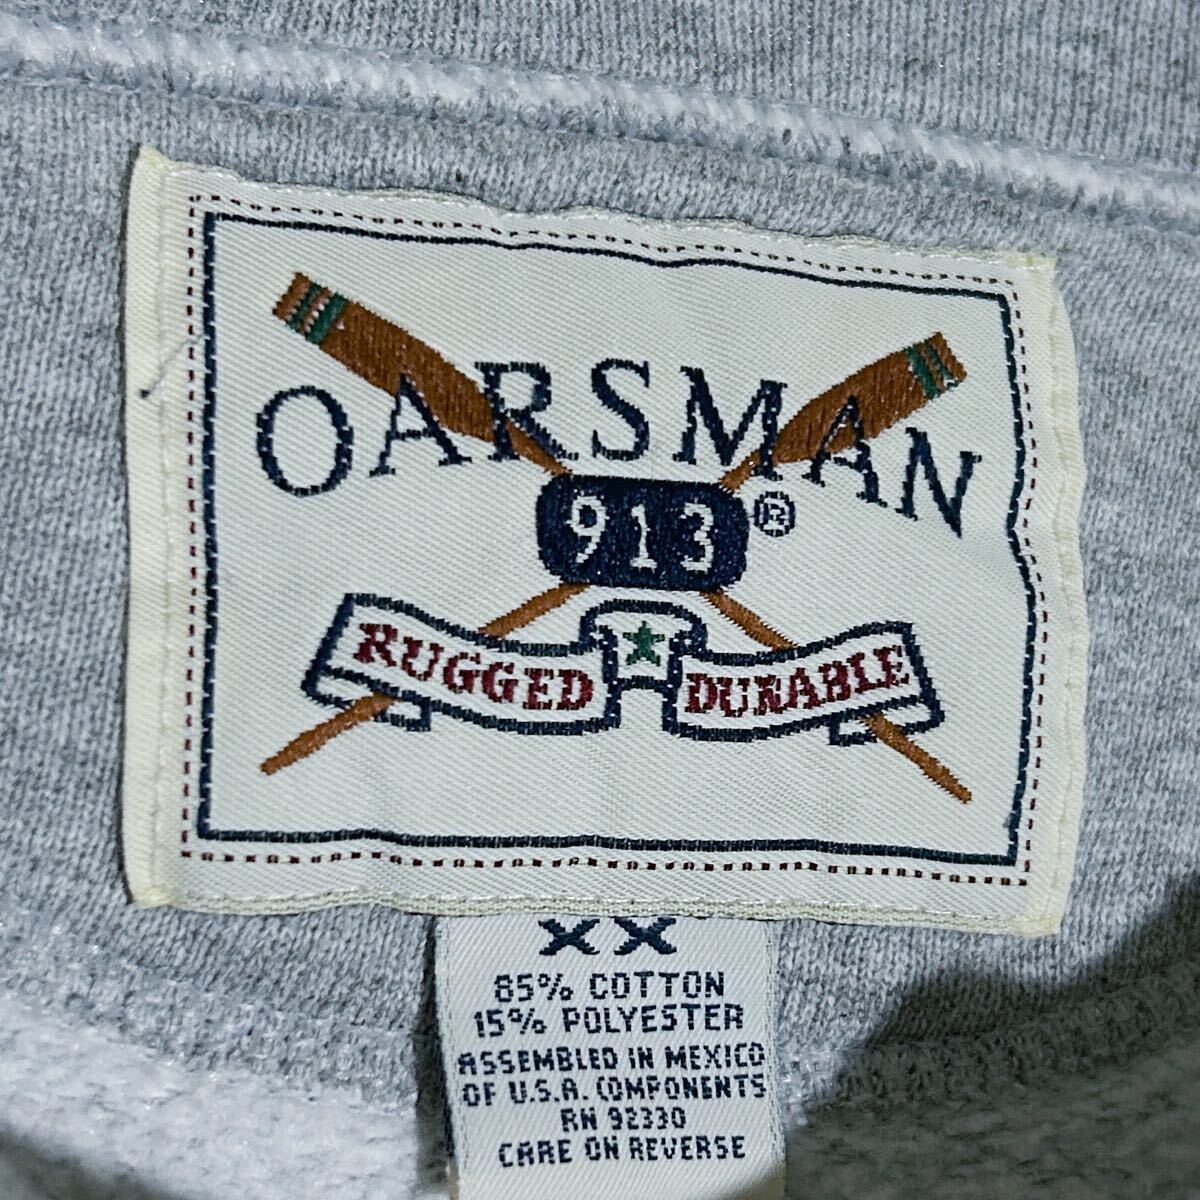 OARSMAN
913®
RUGGED ★ DURABLE
XX
85% COTTON
15% POLYESTER
ASSEMBLED IN MEXICO
OF U.S.A. COMPONENTS
RN 92330
CARE ON REVERSE